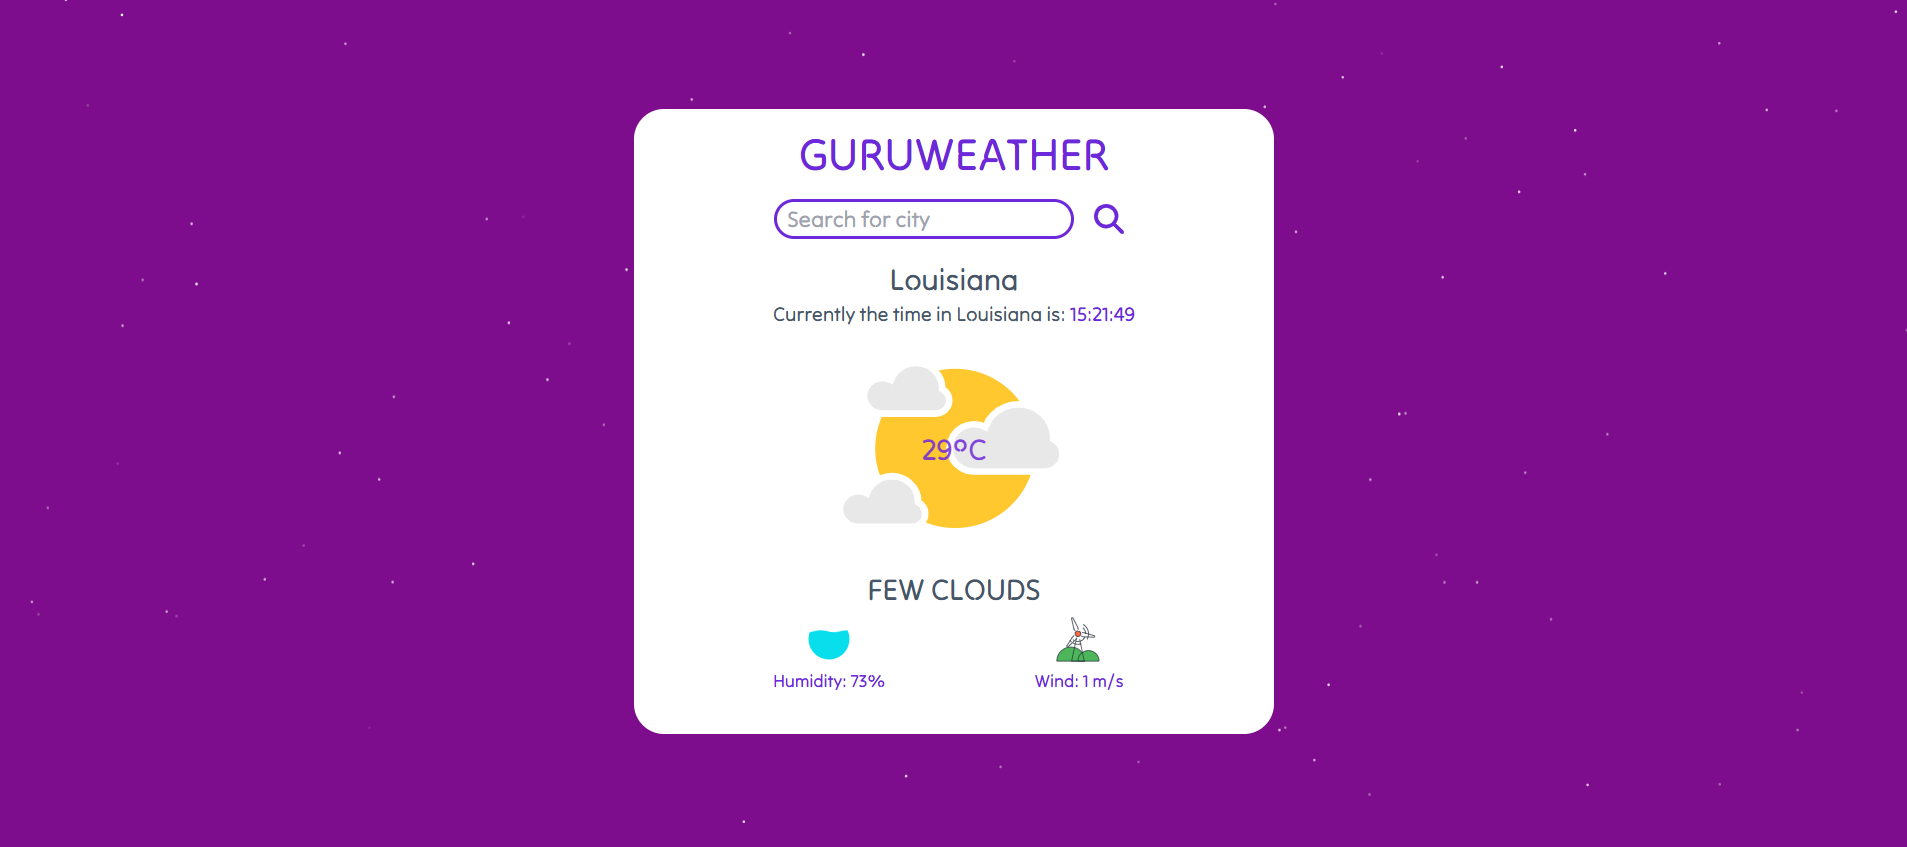 GURUWEATHER
Search for city
Louisiana
Currently the time in Louisiana is: 15:21:49
29°C
FEW CLOUDS
Humidity: 73%
Wind: 1 m/s